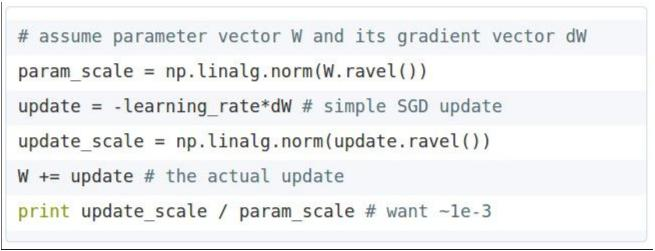 # assume parameter vector W and its gradient vector dW
param_scale = np.linalg.norm(W.ravel())
update = -learning_rate*dW # simple SGD update
update_scale = np.linalg.norm(update.ravel())
W += update # the actual update
print update_scale / param_scale # want ~1e-3